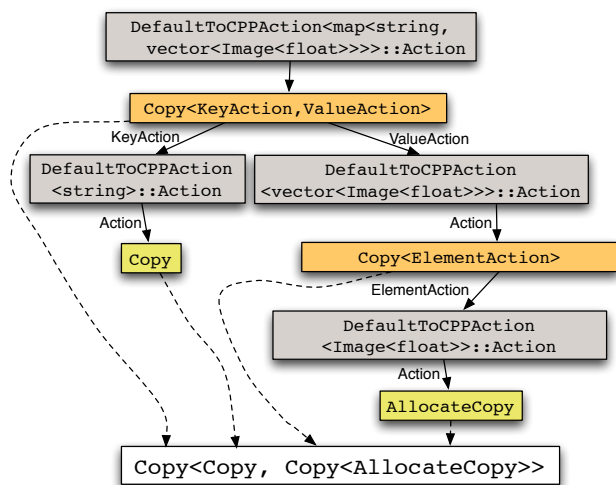 DefaultToCPPAction<map<string,
vector<Image<float>>>>::Action
Copy<KeyAction,ValueAction>
KeyAction
ValueAction
DefaultToCPPAction
<string>::Action
DefaultToCPPAction
<vector<Image<float>>>::Action
Action
Action
Copy
Copy<ElementAction>
ElementAction
DefaultToCPPAction
<Image<float>>::Action
Action
AllocateCopy
Copy<Copy, Copy<AllocateCopy>>